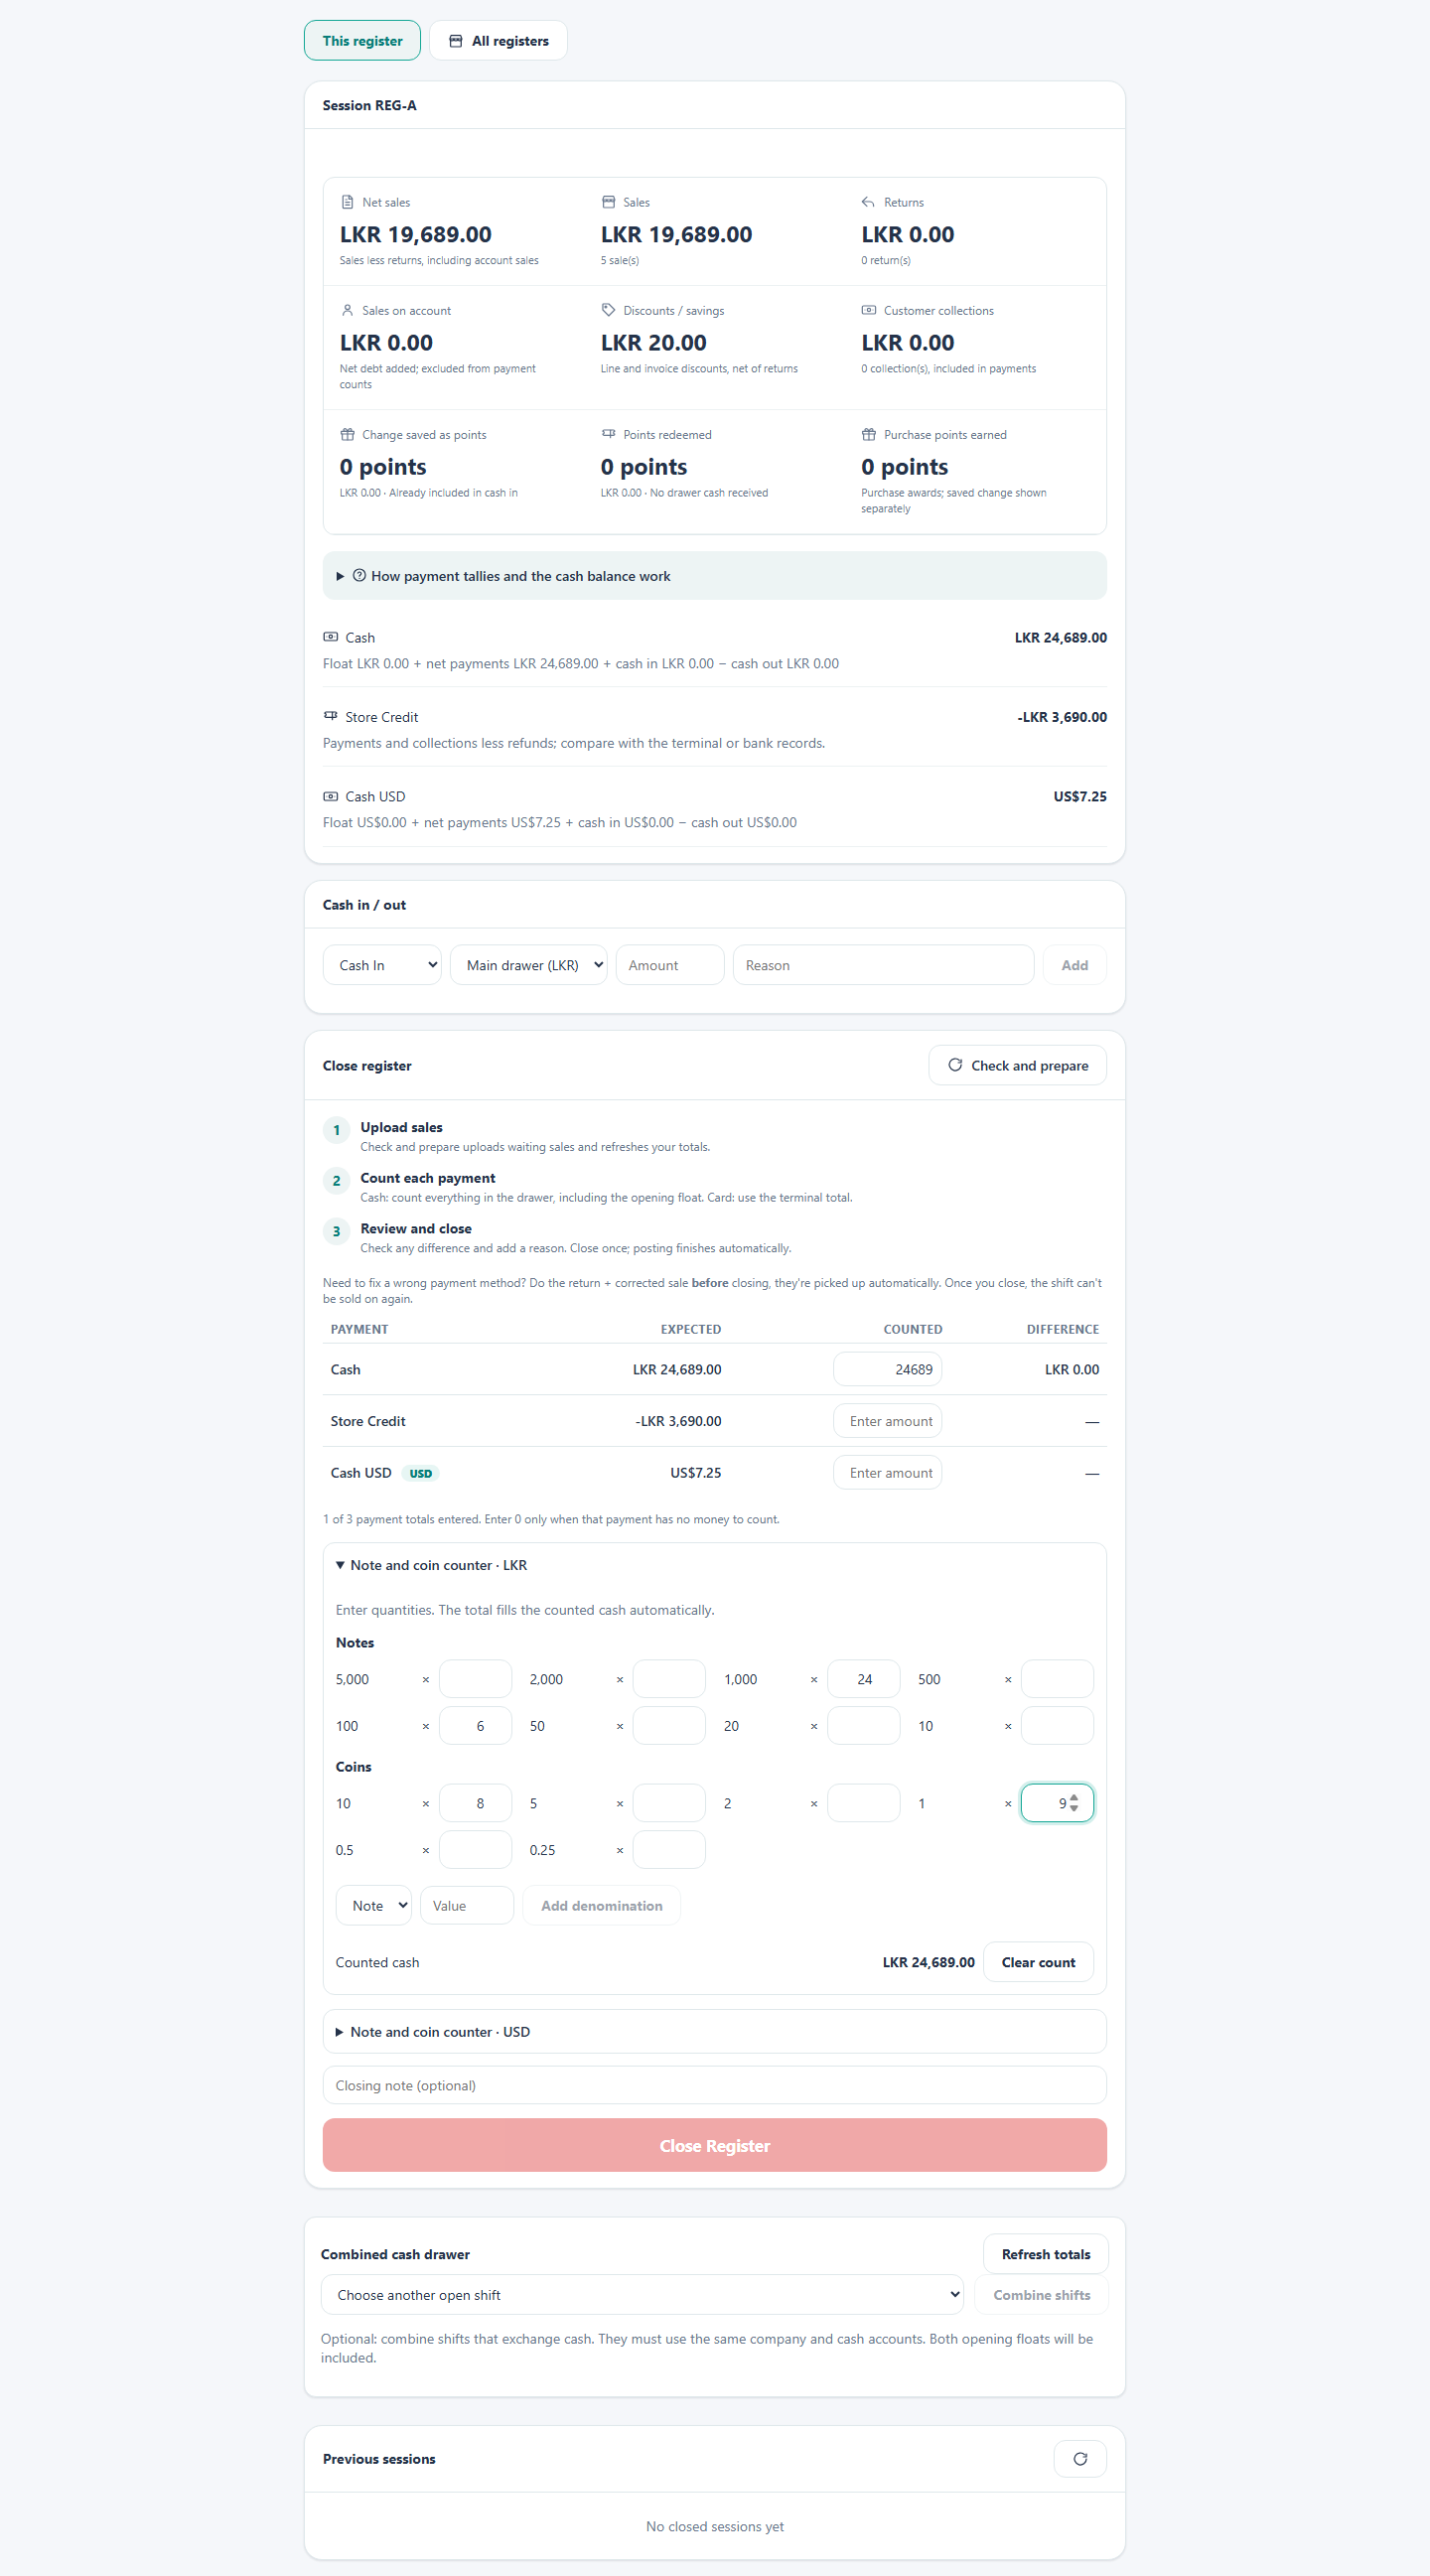 This register
All registers
Session REG-A
Net sales
LKR 19,689.00
Sales less returns, including account sales
Sales
LKR 19,689.00
5 sale(s)
Returns
LKR 0.00
0 return(s)
Sales on account
LKR 0.00
Net debt added; excluded from payment
counts
Discounts / savings
LKR 20.00
Line and invoice discounts, net of returns
Customer collections
LKR 0.00
0 collection(s), included in payments
Change saved as points
0 points
LKR 0.00 · Already included in cash in
Points redeemed
0 points
LKR 0.00 · No drawer cash received
Purchase points earned
0 points
Purchase awards; saved change shown
separately
How payment tallies and the cash balance work
Cash LKR 24,689.00
Float LKR 0.00 + net payments LKR 24,689.00 + cash in LKR 0.00 − cash out LKR 0.00
Store Credit -LKR 3,690.00
Payments and collections less refunds; compare with the terminal or bank records.
Cash USD US$7.25
Float US$0.00 + net payments US$7.25 + cash in US$0.00 − cash out US$0.00
Cash in / out
Cash In Main drawer (LKR) Amount Reason Add
Close register Check and prepare
1 Upload sales
Check and prepare uploads waiting sales and refreshes your totals.
2 Count each payment
Cash: count everything in the drawer, including the opening float. Card: use the terminal total.
3 Review and close
Check any difference and add a reason. Close once; posting finishes automatically.
Need to fix a wrong payment method? Do the return + corrected sale before closing, they're picked up automatically. Once you close, the shift can't
be sold on again.
PAYMENT EXPECTED COUNTED DIFFERENCE
Cash LKR 24,689.00 24689 LKR 0.00
Store Credit -LKR 3,690.00 Enter amount —
Cash USD USD US$7.25 Enter amount —
1 of 3 payment totals entered. Enter 0 only when that payment has no money to count.
Note and coin counter · LKR
Enter quantities. The total fills the counted cash automatically.
Notes
5,000 × 2,000 × 1,000 × 24 500 ×
100 × 6 50 × 20 × 10 ×
Coins
10 × 8 5 × 2 × 1 × 9
0.5 × 0.25 ×
Note Value Add denomination
Counted cash LKR 24,689.00 Clear count
Note and coin counter · USD
Closing note (optional)
Close Register
Combined cash drawer Refresh totals
Choose another open shift Combine shifts
Optional: combine shifts that exchange cash. They must use the same company and cash accounts. Both opening floats will be
included.
Previous sessions
No closed sessions yet